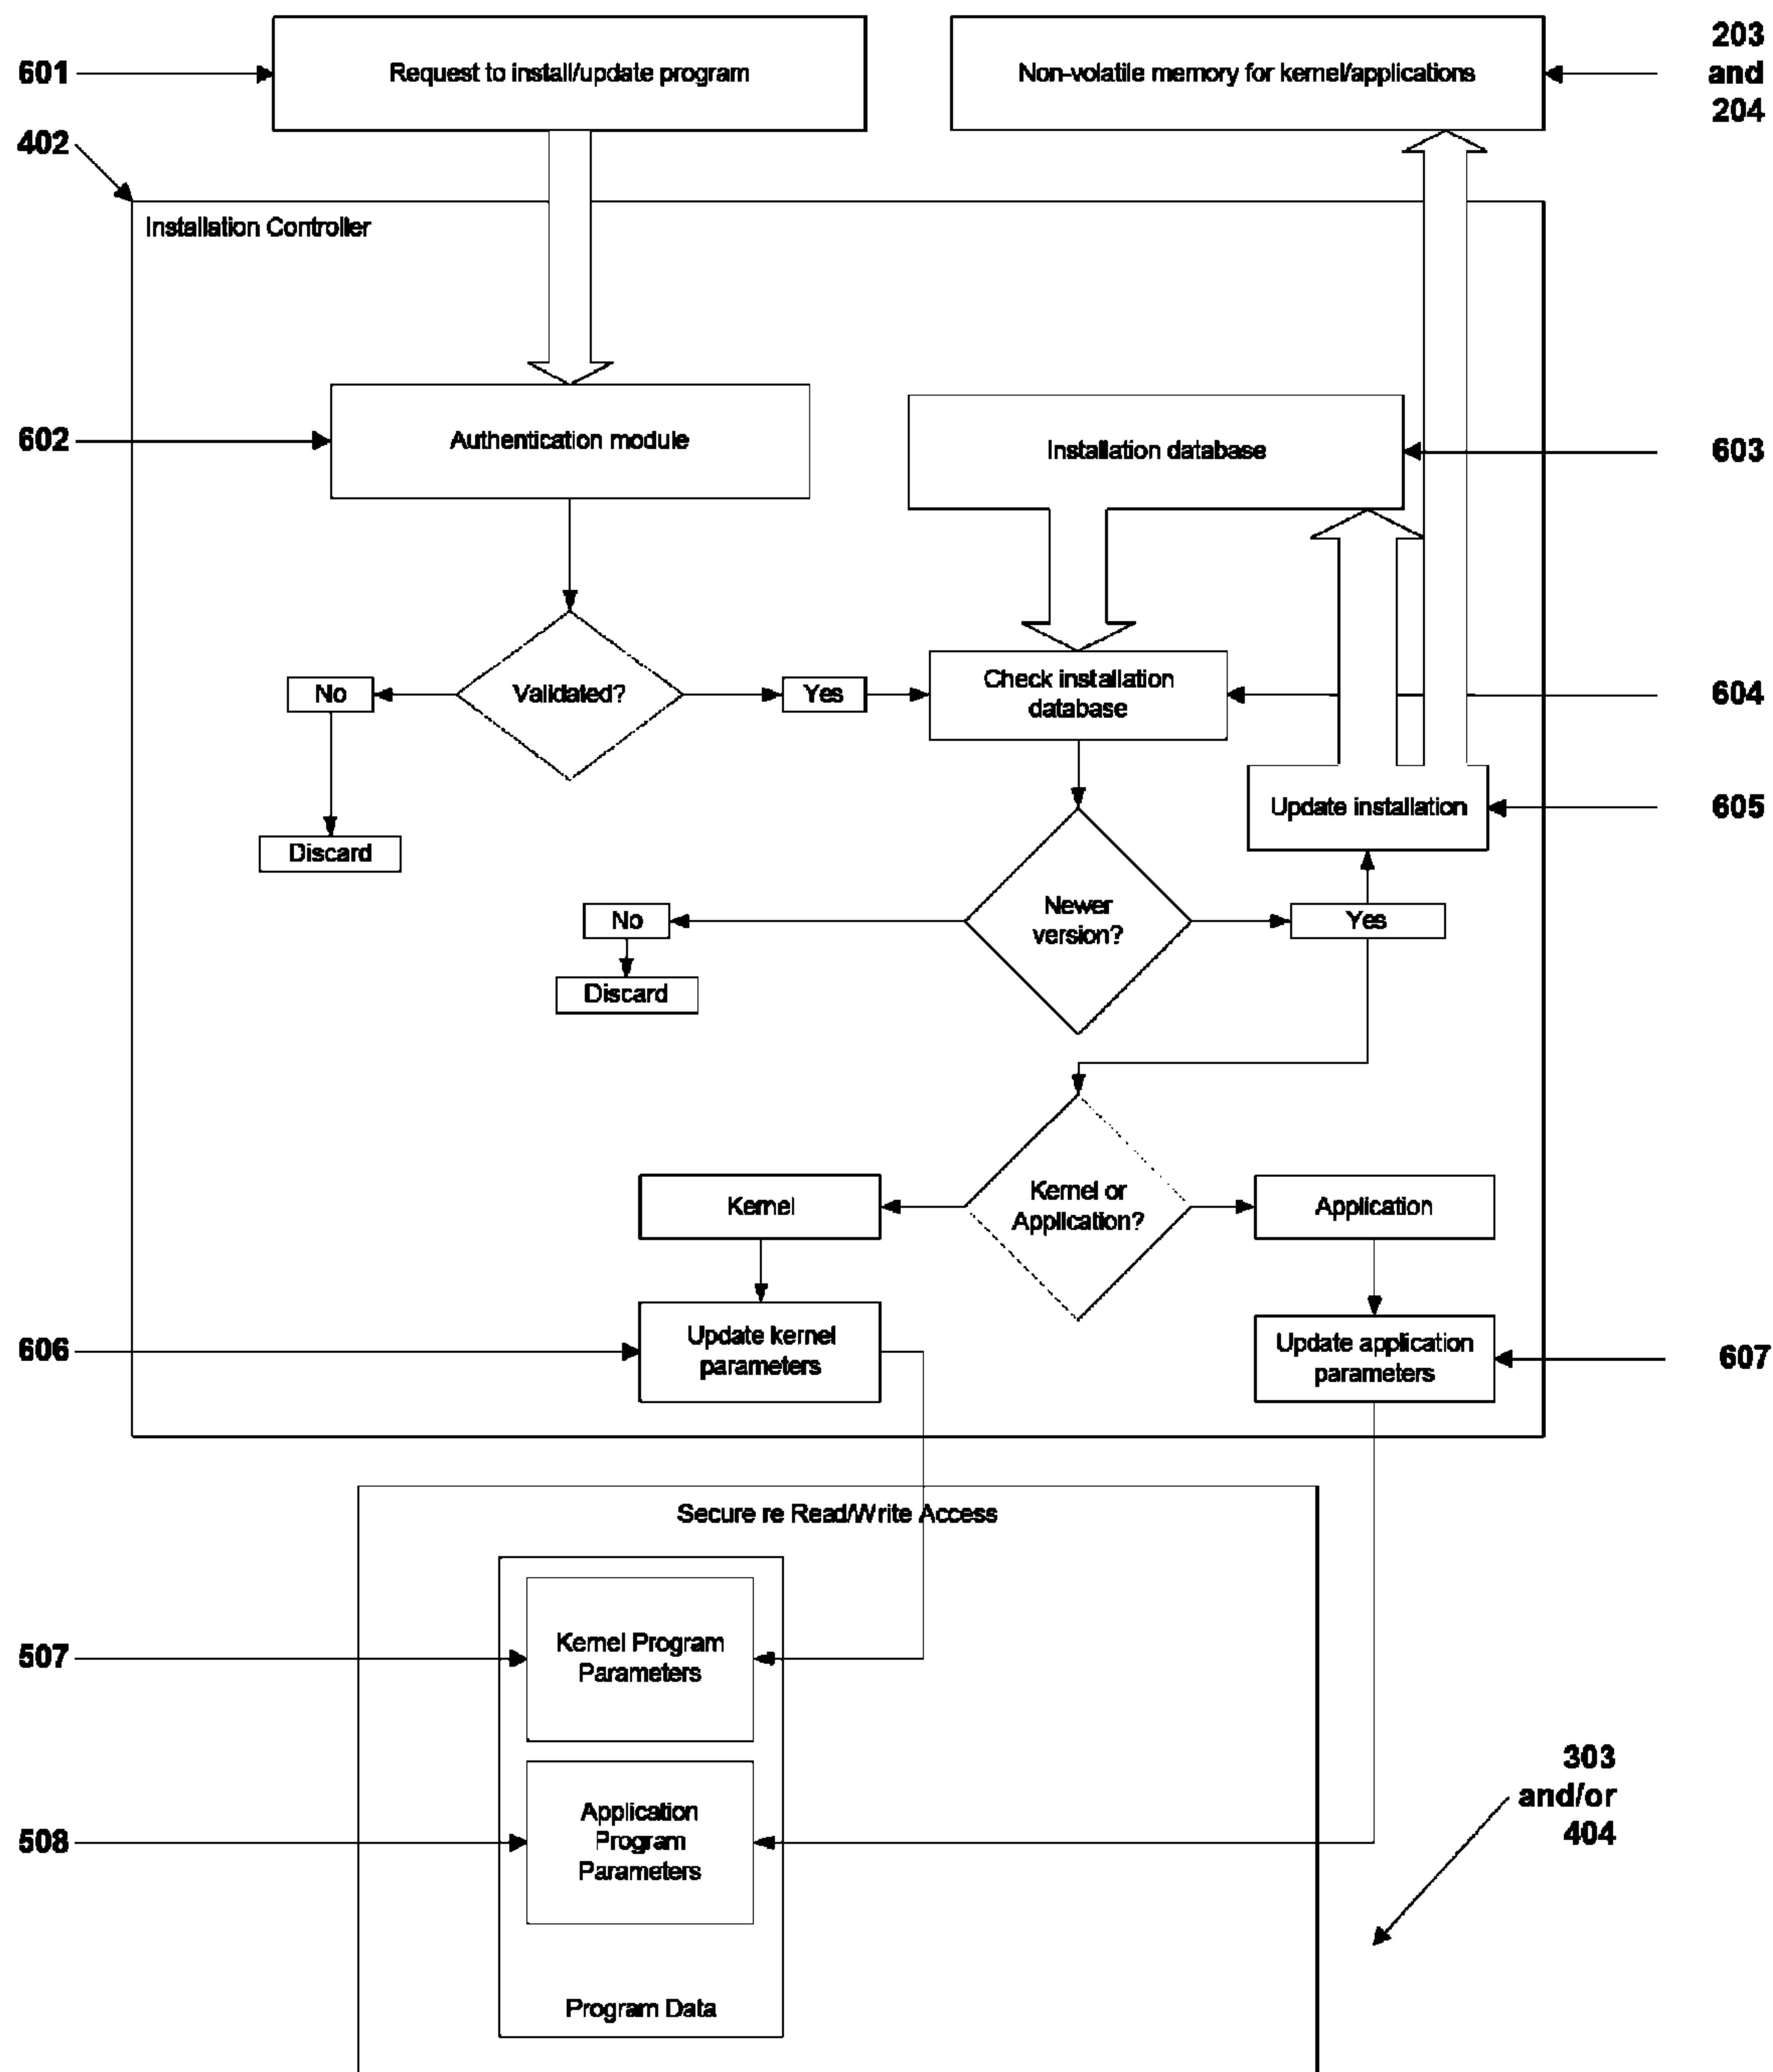 601
Request to install/update program
Non-volatile memory for kernel/applications
203
and
204
402
Installation Controller
602
Authentication module
Installation database
603
No
Validated?
Yes
Check installation
database
604
Discard
Update installation
605
No
Newer
version?
Yes
Discard
Kernel
Kernel or
Application?
Application
606
Update kernel
parameters
Update application
parameters
607
Secure re Read/Write Access
507
Kernel Program
Parameters
508
Application
Program
Parameters
303
and/or
404
Program Data